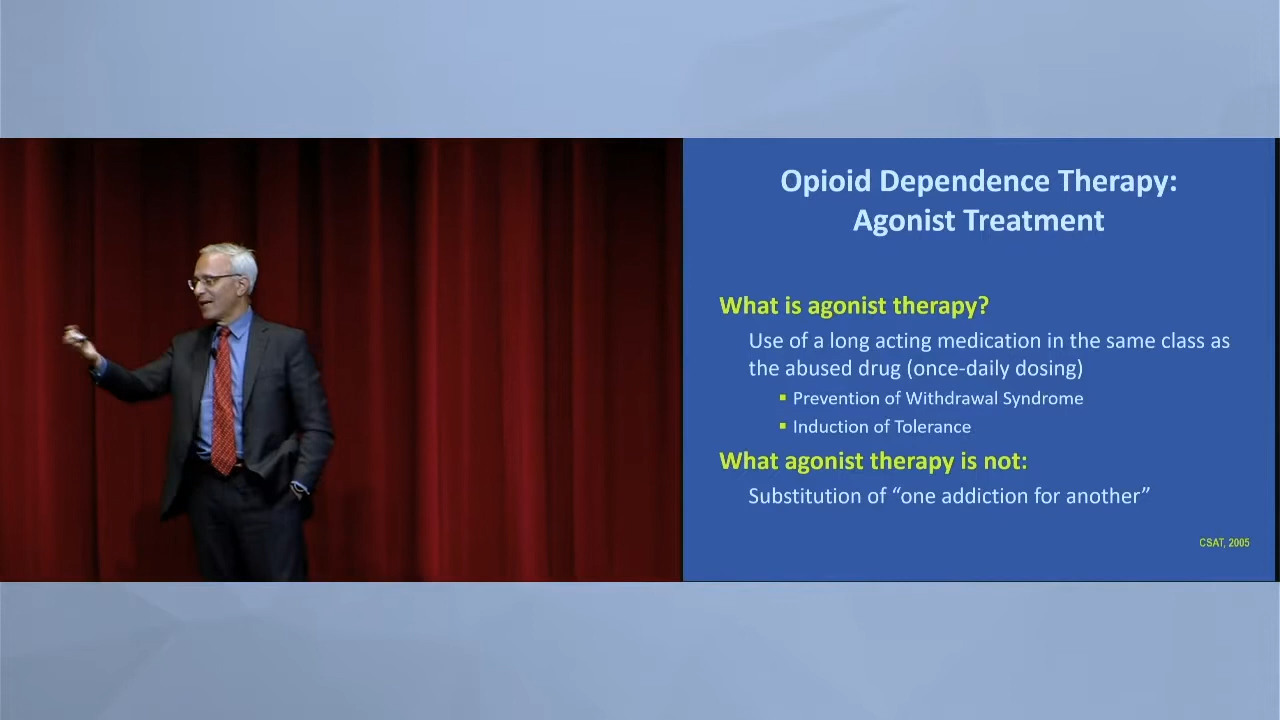 Opioid Dependence Therapy:
Agonist Treatment
What is agonist therapy?
Use of a long acting medication in the same class as
the abused drug (once-daily dosing)
▪ Prevention of Withdrawal Syndrome
▪ Induction of Tolerance
What agonist therapy is not:
Substitution of “one addiction for another”
CSAT, 2005